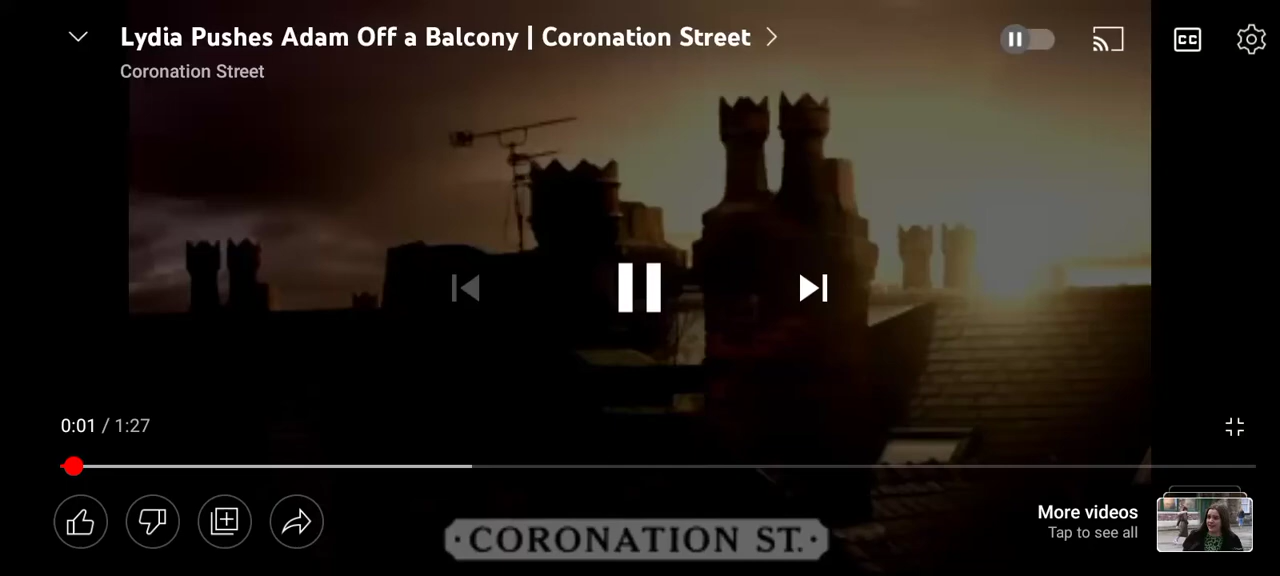 Lydia Pushes Adam Off a Balcony | Coronation Street
CC
Coronation Street
0:01 / 1:27
More videos
Tap to see all
·CORONATION ST.·